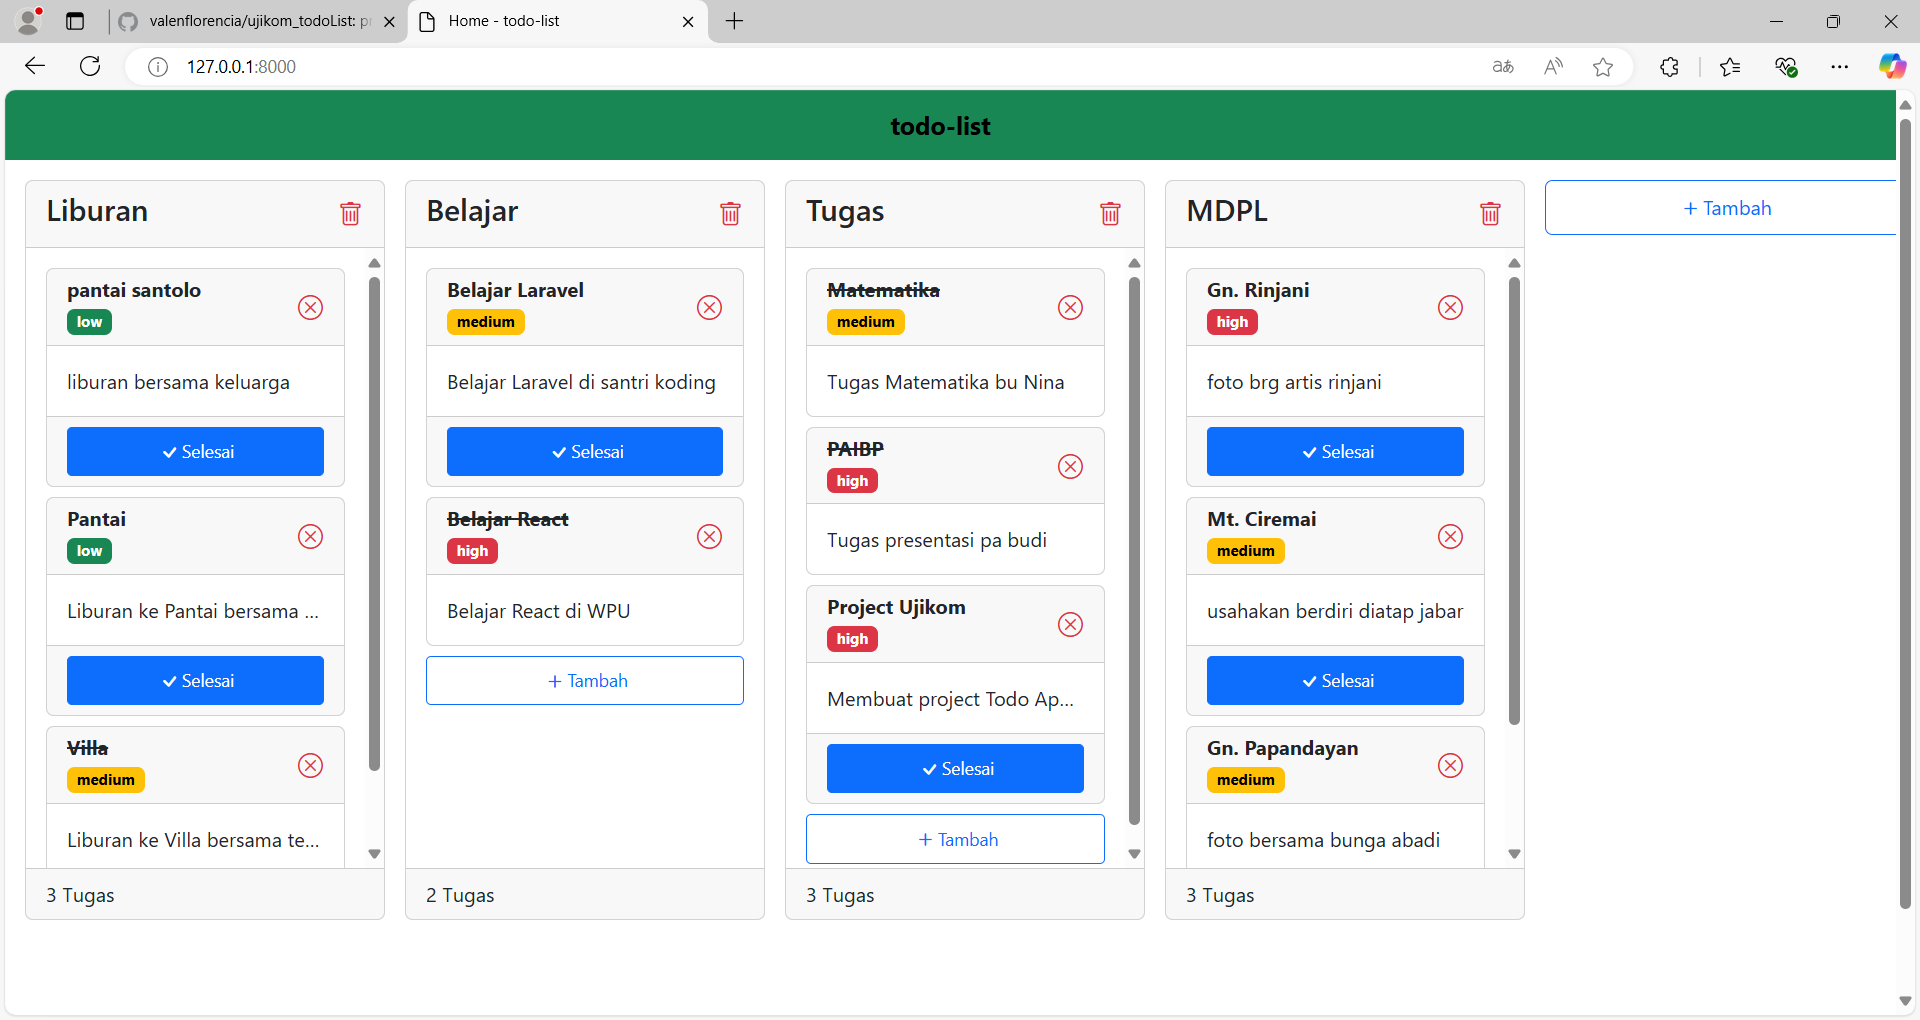 valenflorencia/ujikom_todoList: pr
Home - todo-list
127.0.0.1:8000
todo-list
Liburan
pantai santolo
low
liburan bersama keluarga
Selesai
Pantai
low
Liburan ke Pantai bersama ...
Selesai
Villa
medium
Liburan ke Villa bersama te...
3 Tugas
Belajar
Belajar Laravel
medium
Belajar Laravel di santri koding
Selesai
Belajar React
high
Belajar React di WPU
+ Tambah
2 Tugas
Tugas
Matematika
medium
Tugas Matematika bu Nina
PAIBP
high
Tugas presentasi pa budi
Project Ujikom
high
Membuat project Todo Ap...
Selesai
+ Tambah
3 Tugas
MDPL
Gn. Rinjani
high
foto brg artis rinjani
Selesai
Mt. Ciremai
medium
usahakan berdiri diatap jabar
Selesai
Gn. Papandayan
medium
foto bersama bunga abadi
3 Tugas
+ Tambah